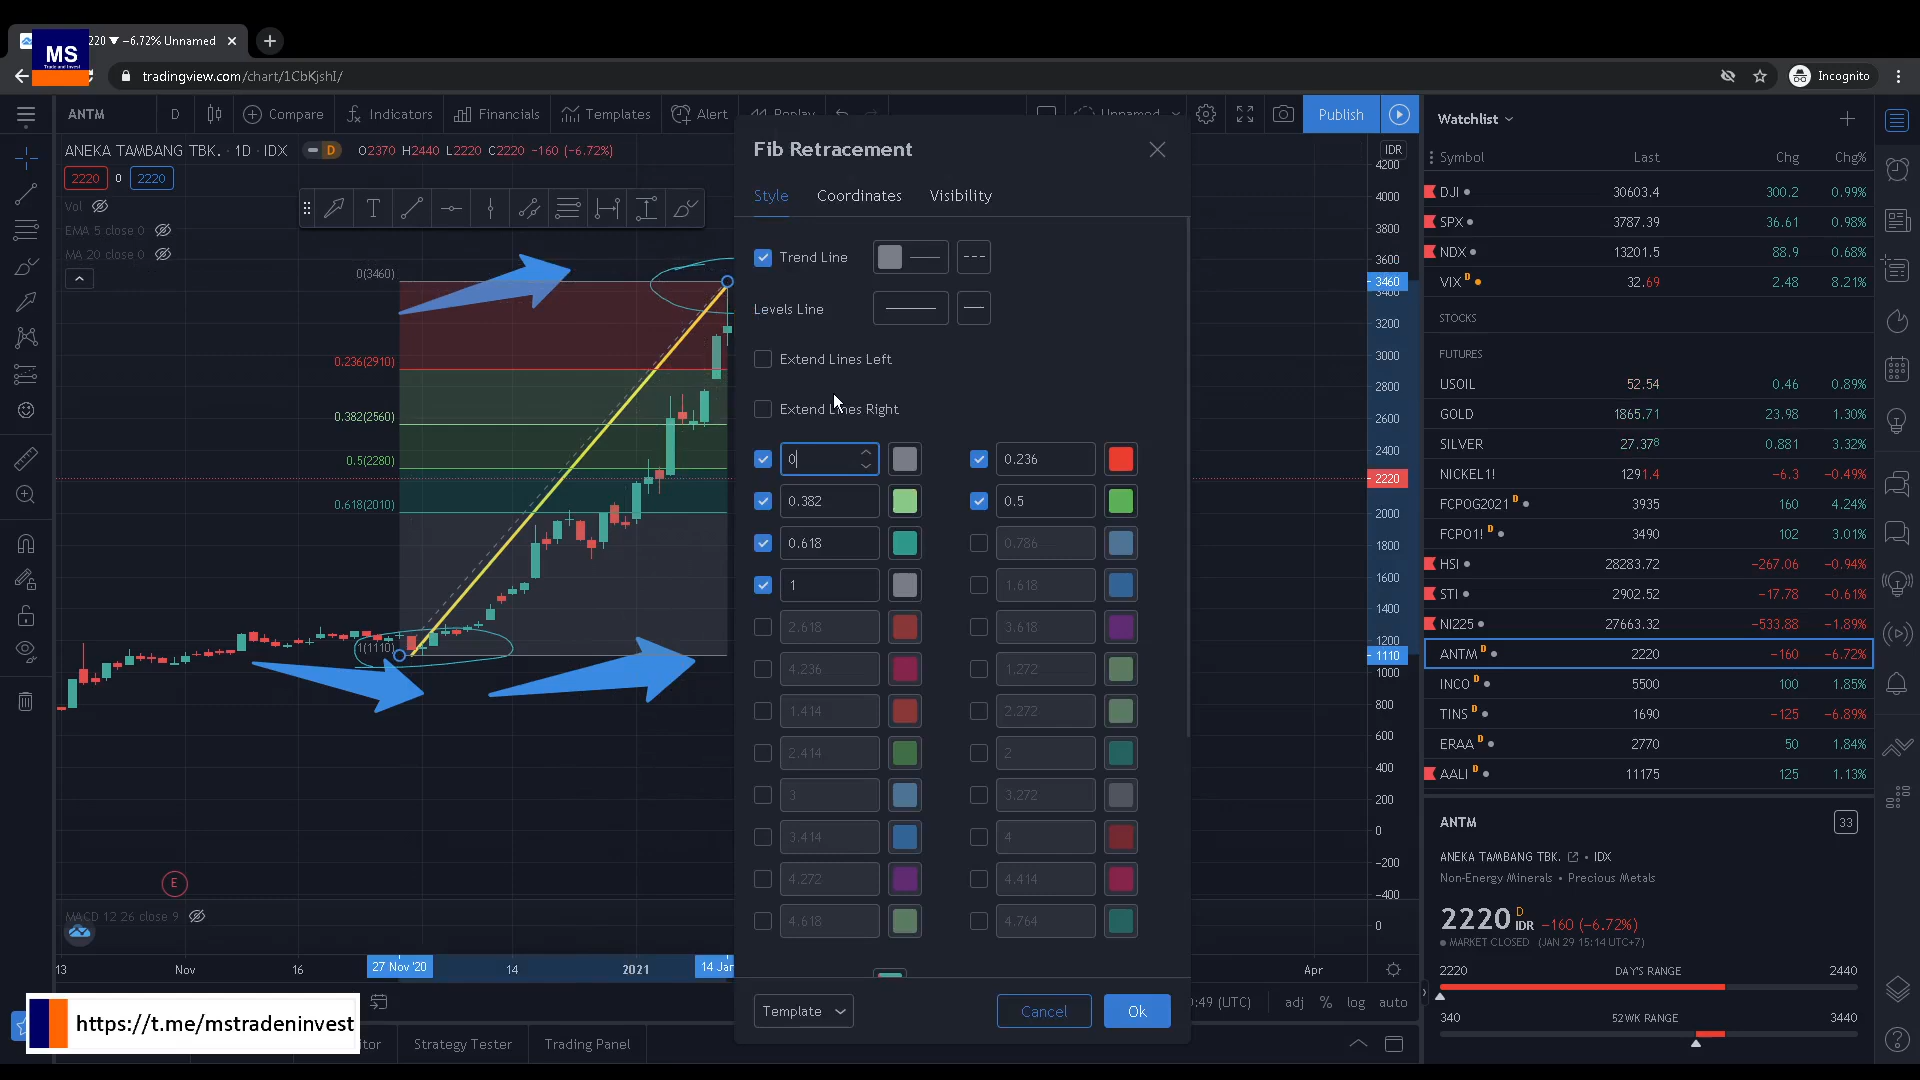 220 ▼ −6.72% Unnamed
MS
Trade and Invest
tradingview.com/chart/1CbKjshI/
Incognito
ANTM
D
Compare
Indicators
Financials
Templates
Alert
Replay
Unnamed
Publish
ANEKA TAMBANG TBK. · 1D · IDX
D
O2370 H2440 L2220 C2220 −160 (−6.72%)
2220
0
2220
Vol
EMA 5 close 0
MA 20 close 0
0(3460)
0.236(2910)
0.382(2560)
0.5(2280)
0.618(2010)
1(1110)
E
MACD 12 26 close 9
13
Nov
16
27 Nov '20
14
2021
14 Jan
Apr
Fib Retracement
Style
Coordinates
Visibility
Trend Line
Levels Line
Extend Lines Left
Extend Lines Right
0
0.236
0.382
0.5
0.618
0.786
1
1.618
2.618
3.618
4.236
1.272
1.414
2.272
2.414
2
3
3.272
3.414
4
4.272
4.414
4.618
4.764
Template
Cancel
Ok
IDR
4200
4000
3800
3600
3460
3400
3200
3000
2800
2600
2400
2220
2000
1800
1600
1400
1200
1110
1000
800
600
400
200
0
−200
−400
0
:49 (UTC)
adj
%
log
auto
https://t.me/mstradeninvest
tor
Strategy Tester
Trading Panel
Watchlist
Symbol
Last
Chg
Chg%
DJI 30603.4 300.2 0.99%
SPX 3787.39 36.61 0.98%
NDX 13201.5 88.9 0.68%
VIX D 32.69 2.48 8.21%
STOCKS
FUTURES
USOIL 52.54 0.46 0.89%
GOLD 1865.71 23.98 1.30%
SILVER 27.378 0.881 3.32%
NICKEL1! 1291.4 −6.3 −0.49%
FCPOG2021 D 3935 160 4.24%
FCPO1! D 3490 102 3.01%
HSI 28283.72 −267.06 −0.94%
STI 2902.52 −17.78 −0.61%
NI225 27663.32 −533.88 −1.89%
ANTM D 2220 −160 −6.72%
INCO D 5500 100 1.85%
TINS D 1690 −125 −6.89%
ERAA D 2770 50 1.84%
AALI D 11175 125 1.13%
ANTM
33
ANEKA TAMBANG TBK. • IDX
Non-Energy Minerals • Precious Metals
2220 D IDR −160 (−6.72%)
MARKET CLOSED (JAN 29 15:14 UTC+7)
2220 DAY'S RANGE 2440
340 52WK RANGE 3440